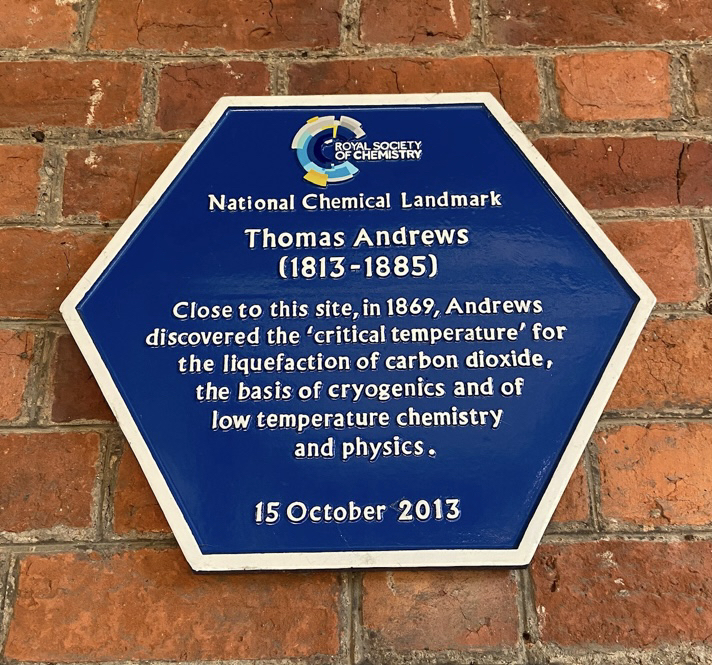 ROYAL SOCIETY
OF CHEMISTRY
National Chemical Landmark
Thomas Andrews
(1813-1885)
Close to this site, in 1869, Andrews
discovered the ‘critical temperature’ for
the liquefaction of carbon dioxide,
the basis of cryogenics and of
low temperature chemistry
and physics.
15 October 2013